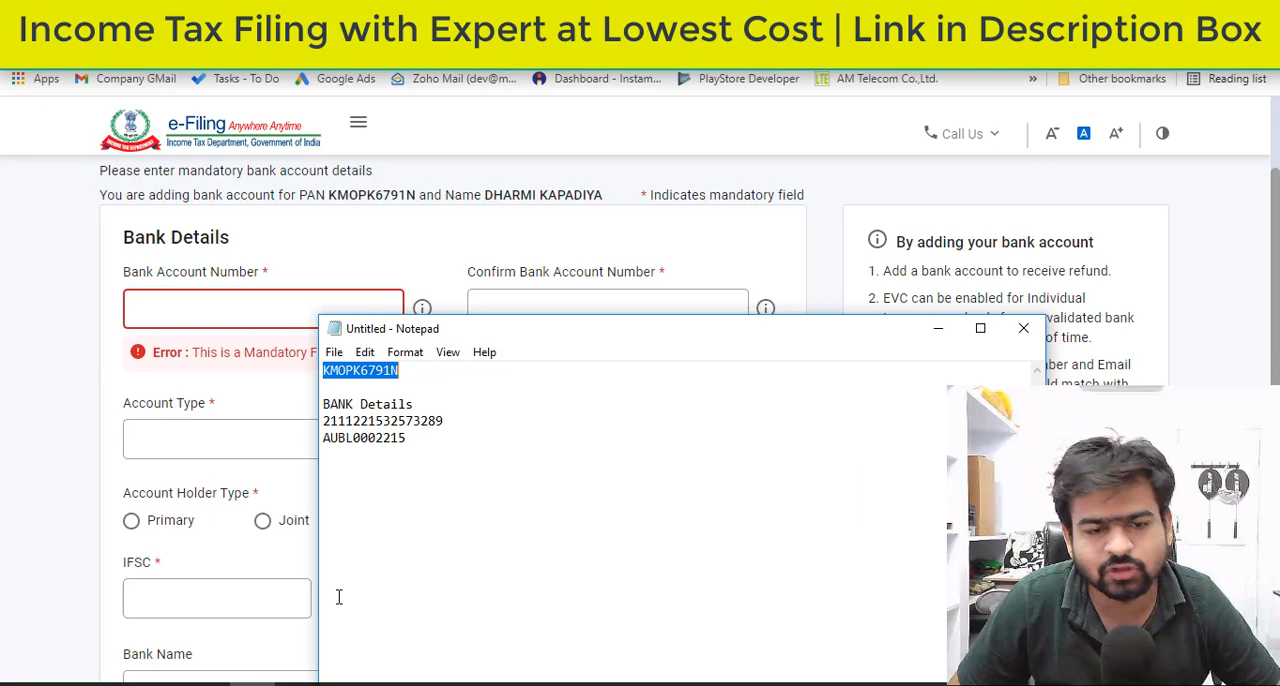 Income Tax Filing with Expert at Lowest Cost | Link in Description Box
Apps Company GMail Tasks - To Do Google Ads Zoho Mail (dev@m... Dashboard - Instam... PlayStore Developer LTE AM Telecom Co.,Ltd. » Other bookmarks Reading list
e-Filing Anywhere Anytime
Income Tax Department, Government of India
Call Us A- A A+
Please enter mandatory bank account details
You are adding bank account for PAN KMOPK6791N and Name DHARMI KAPADIYA * Indicates mandatory field
Bank Details
Bank Account Number *
Confirm Bank Account Number *
Error : This is a Mandatory F
Account Type *
Account Holder Type *
Primary Joint
IFSC *
Bank Name
By adding your bank account
1. Add a bank account to receive refund.
2. EVC can be enabled for Individual
validated bank
of time.
and Email
match with
Untitled - Notepad
File Edit Format View Help
KMOPK6791N
BANK Details
2111221532573289
AUBL0002215